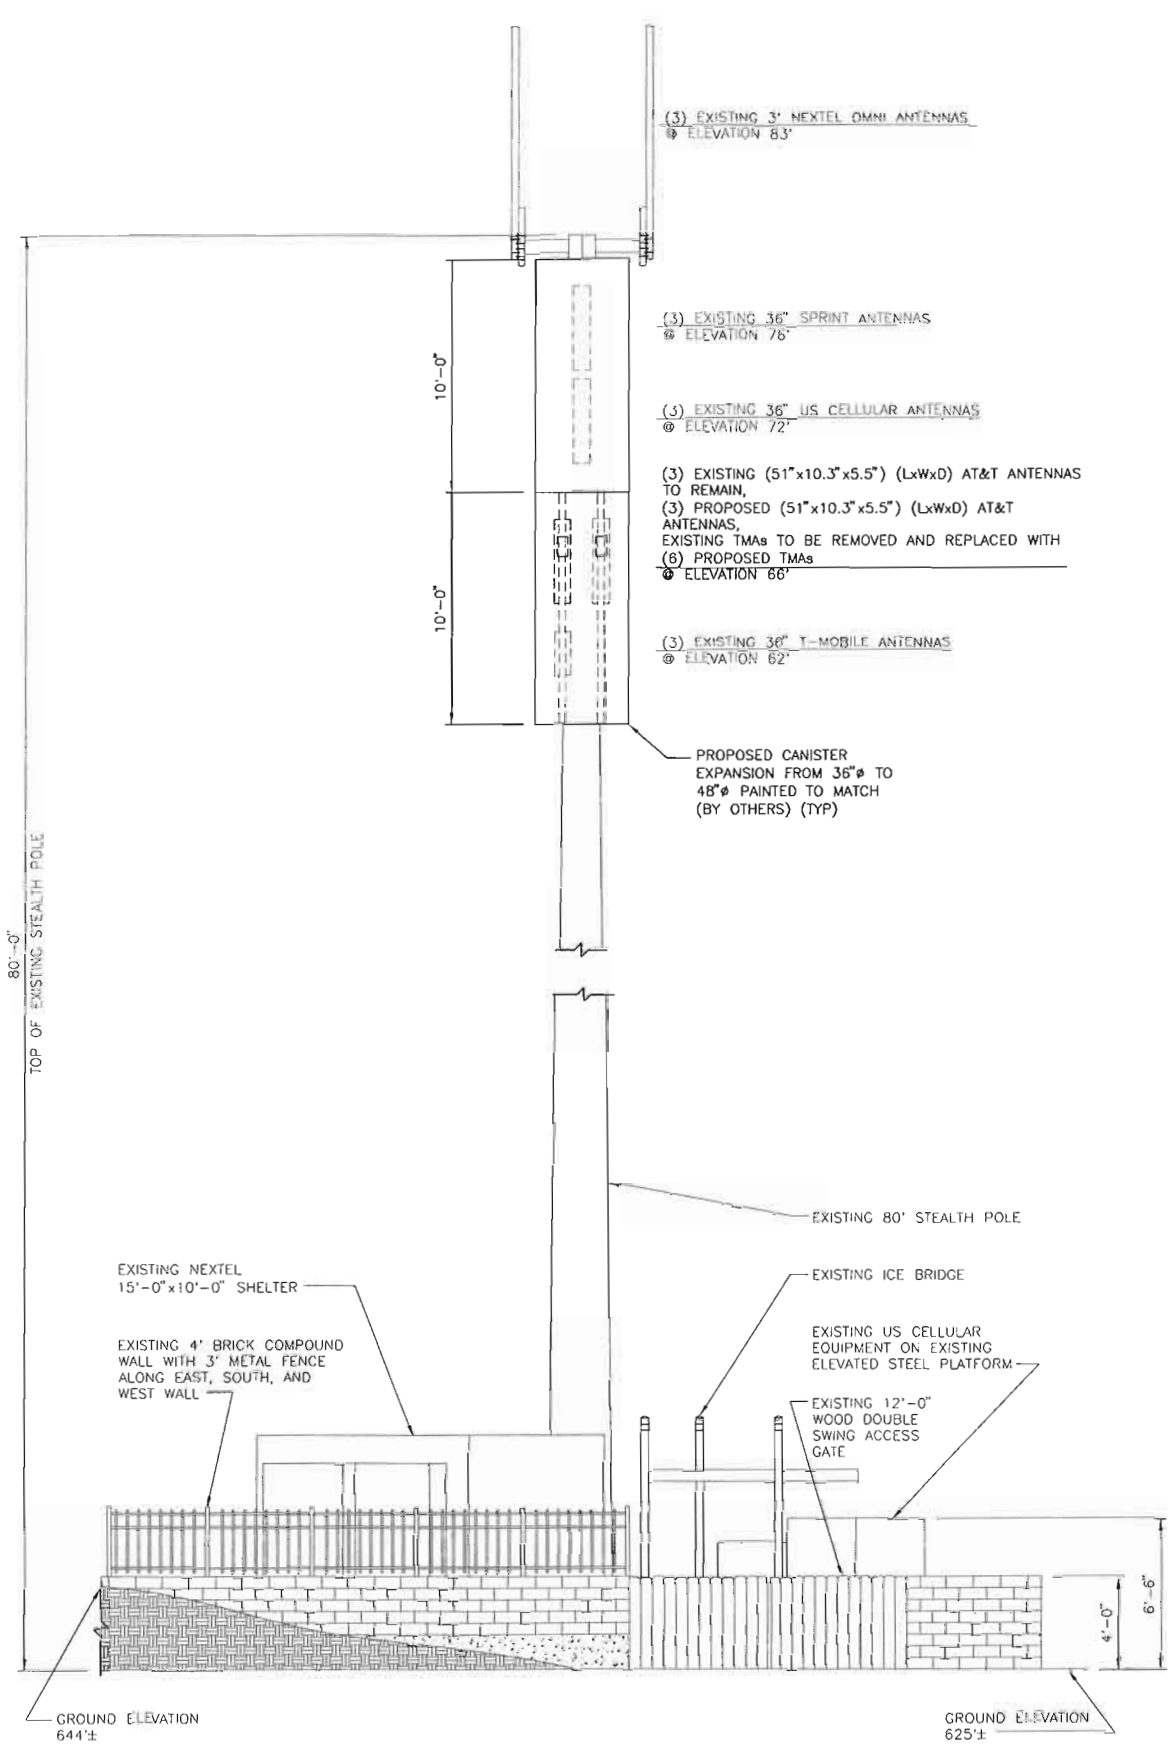 (3) EXISTING 3' NEXTEL OMNI ANTENNAS
@ ELEVATION 83'
(3) EXISTING 36" SPRINT ANTENNAS
@ ELEVATION 76'
10'-0"
(3) EXISTING 36" US CELLULAR ANTENNAS
@ ELEVATION 72'
(3) EXISTING (51"x10.3"x5.5") (LxWxD) AT&T ANTENNAS
TO REMAIN,
(3) PROPOSED (51"x10.3"x5.5") (LxWxD) AT&T
ANTENNAS,
EXISTING TMAs TO BE REMOVED AND REPLACED WITH
(6) PROPOSED TMAs
@ ELEVATION 66'
10'-0"
(3) EXISTING 36" T-MOBILE ANTENNAS
@ ELEVATION 62'
PROPOSED CANISTER
EXPANSION FROM 36"ø TO
48"ø PAINTED TO MATCH
(BY OTHERS) (TYP)
80'-0"
TOP OF EXISTING STEALTH POLE
EXISTING 80' STEALTH POLE
EXISTING NEXTEL
15'-0"x10'-0" SHELTER
EXISTING ICE BRIDGE
EXISTING 4' BRICK COMPOUND
WALL WITH 3' METAL FENCE
ALONG EAST, SOUTH, AND
WEST WALL
EXISTING US CELLULAR
EQUIPMENT ON EXISTING
ELEVATED STEEL PLATFORM
EXISTING 12'-0"
WOOD DOUBLE
SWING ACCESS
GATE
4'-0"
6'-6"
GROUND ELEVATION
644'±
GROUND ELEVATION
625'±